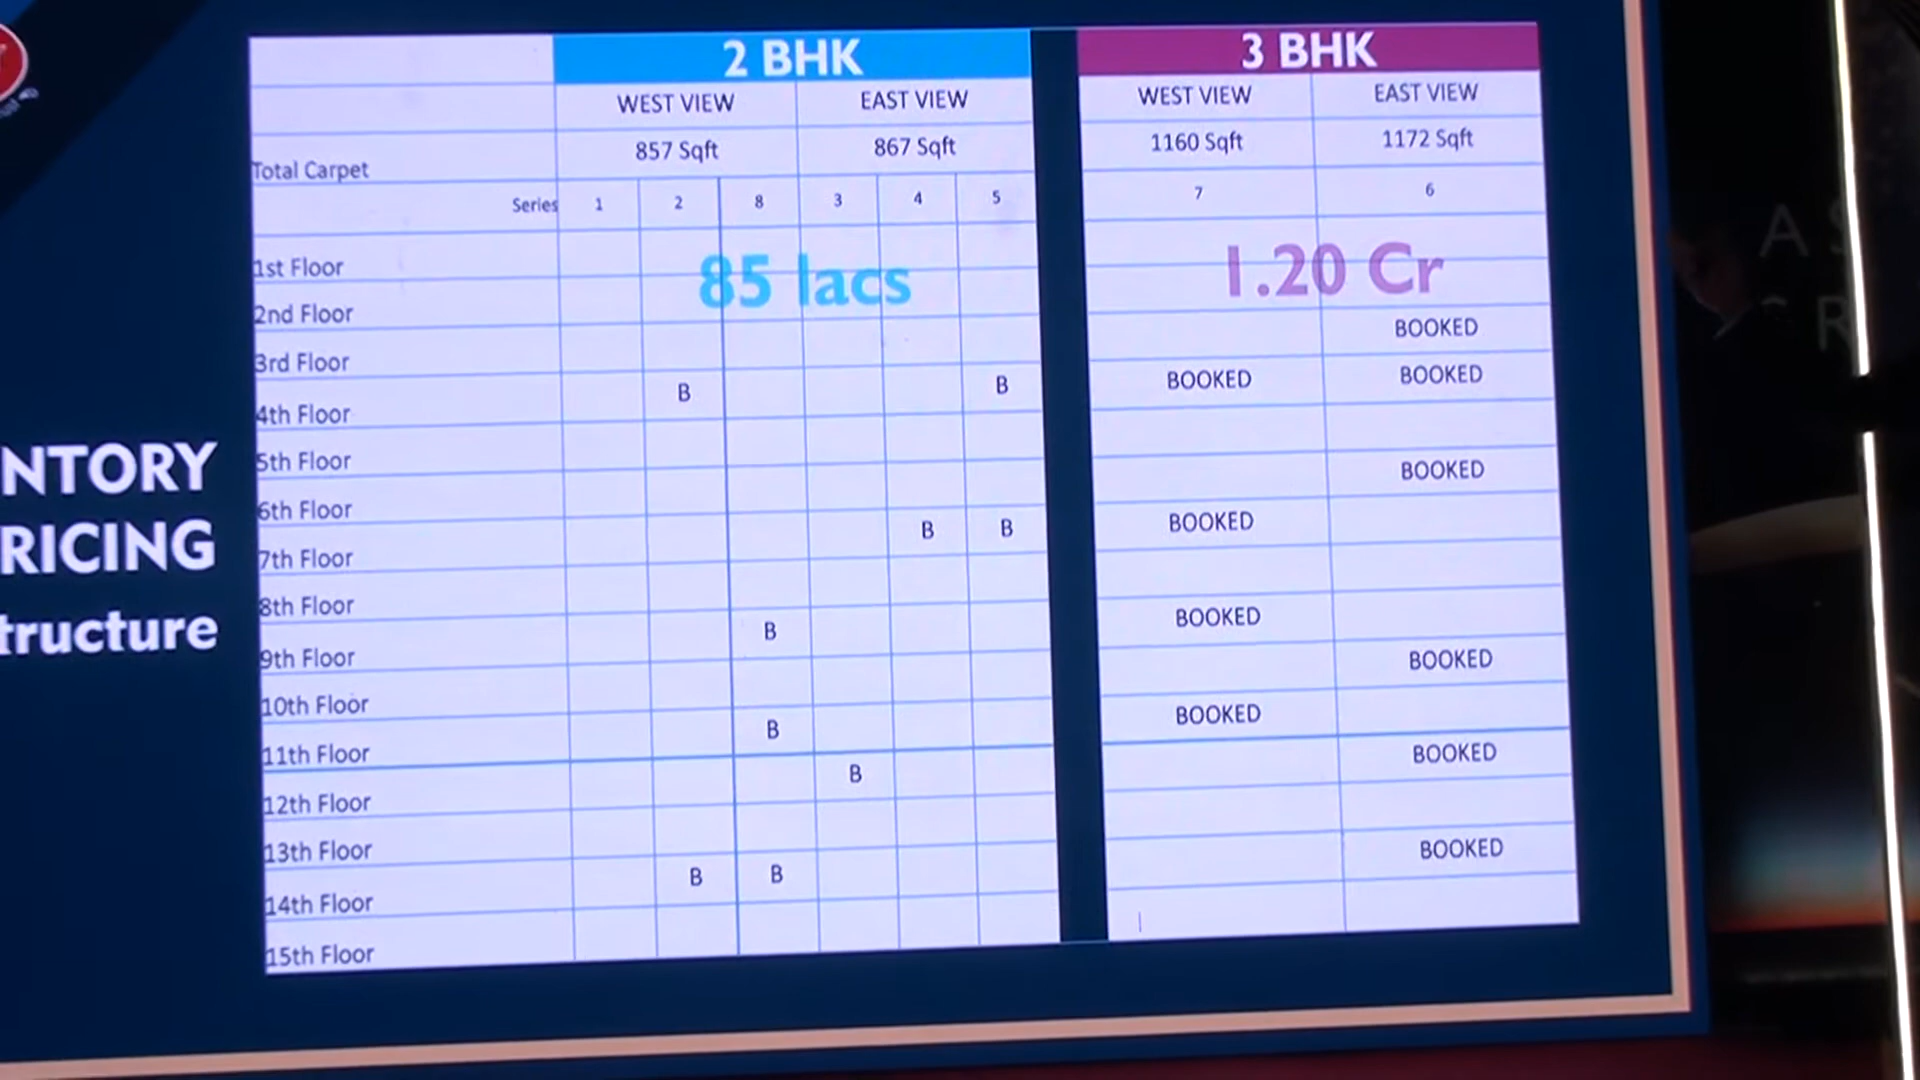 2 BHK 3 BHK
WEST VIEW EAST VIEW WEST VIEW EAST VIEW
Total Carpet 857 Sqft 867 Sqft 1160 Sqft 1172 Sqft
Series 1 2 8 3 4 5 7 6
1st Floor
85 lacs 1.20 Cr
2nd Floor
3rd Floor BOOKED
4th Floor B B BOOKED BOOKED
5th Floor
6th Floor BOOKED
7th Floor B B BOOKED
8th Floor
9th Floor B BOOKED
10th Floor BOOKED
11th Floor B BOOKED
12th Floor B BOOKED
13th Floor
14th Floor B B BOOKED
15th Floor
NTORY
RICING
tructure